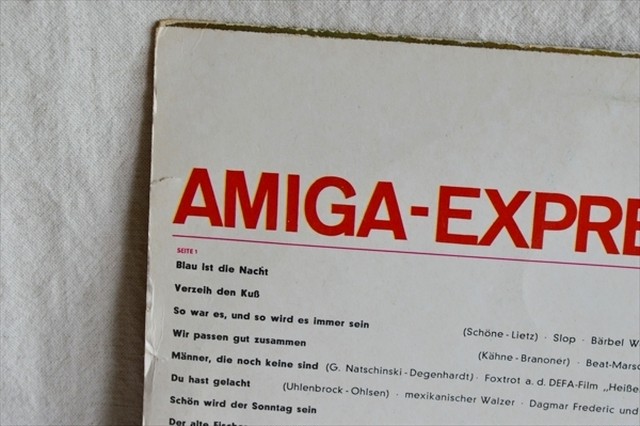 AMIGA-EXPRE
SEITE 1
Blau ist die Nacht
Verzeih den Kuß
So war es, und so wird es immer sein
(Schöne-Lietz) · Slop · Bärbel W
Wir passen gut zusammen
(Kähne-Branoner) · Beat-Marsc
Männer, die noch keine sind (G. Natschinski-Degenhardt) · Foxtrot a. d. DEFA-Film „Heiße
Du hast gelacht (Uhlenbrock-Ohlsen) · mexikanischer Walzer · Dagmar Frederic und
Schön wird der Sonntag sein
Der alte